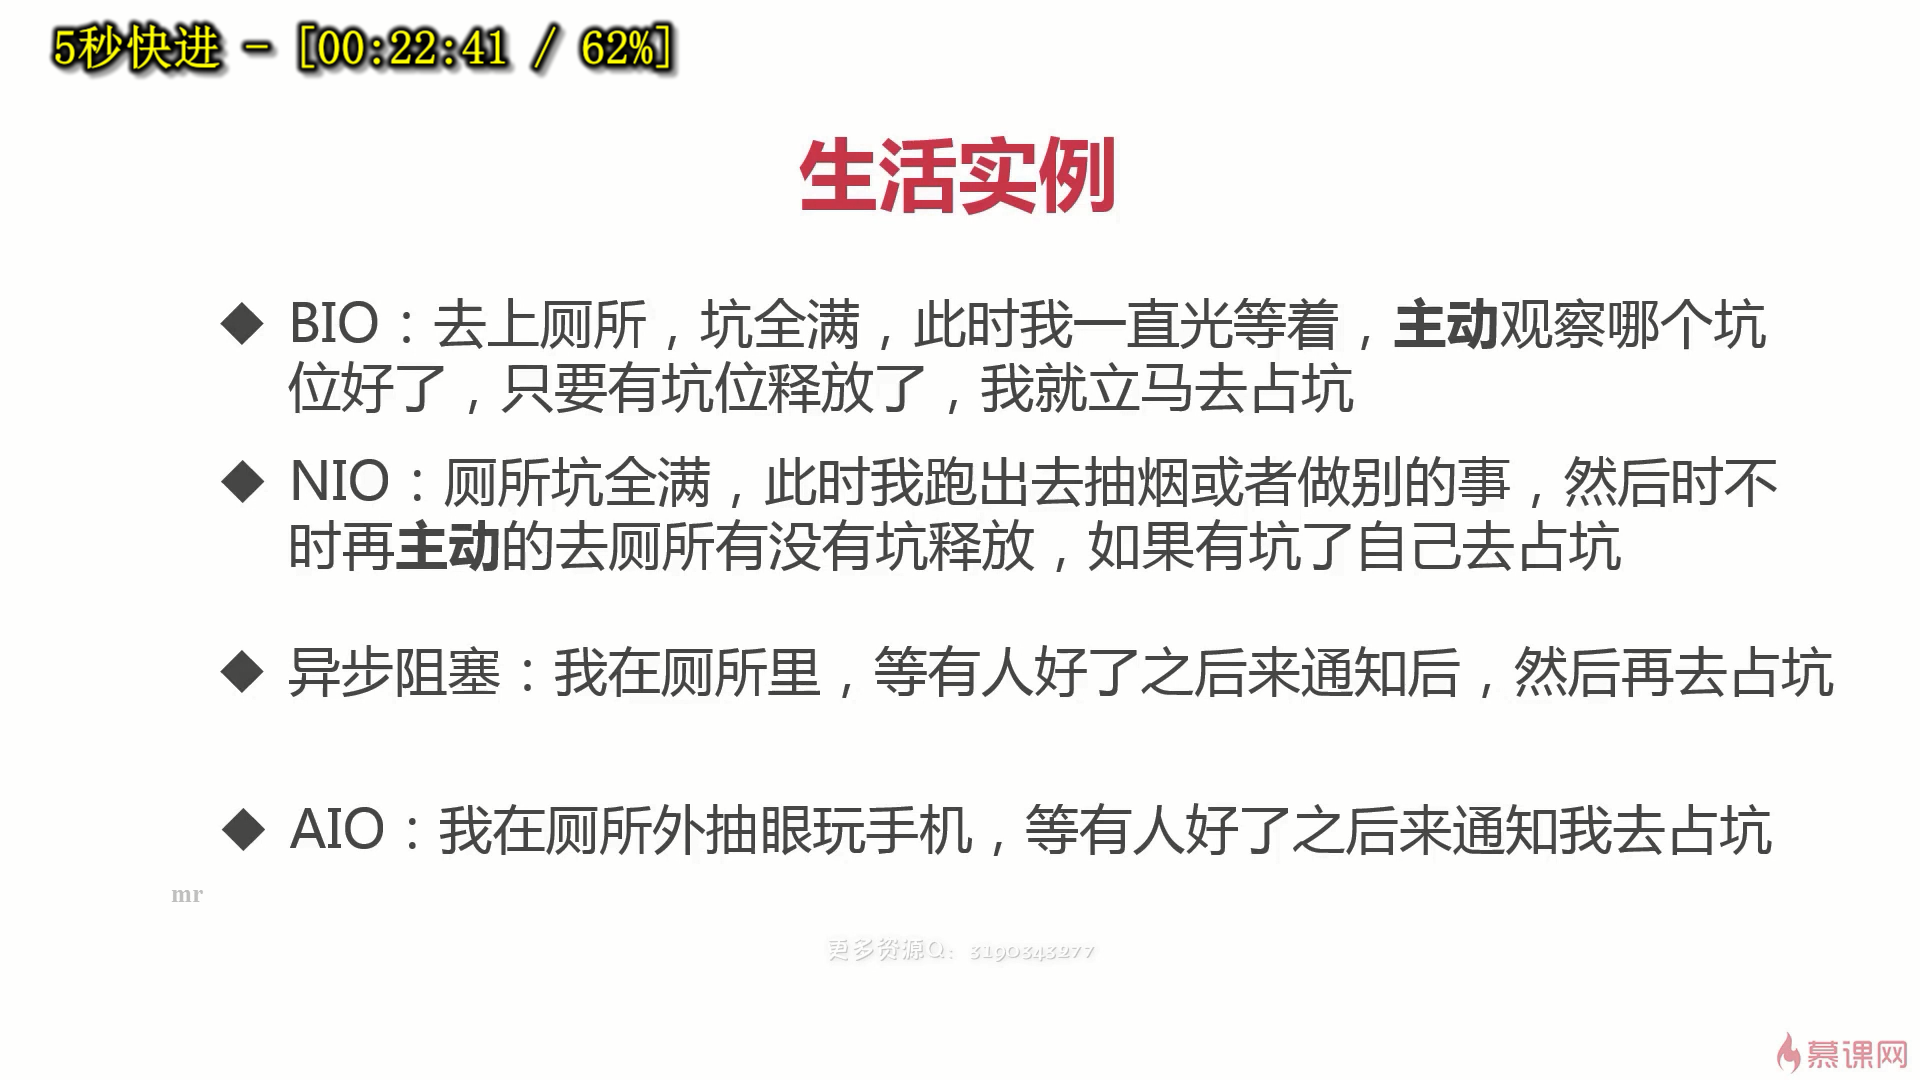 5秒快进 - [00:22:41 / 62%]
生活实例
◆ BIO：去上厕所，坑全满，此时我一直光等着，主动观察哪个坑
位好了，只要有坑位释放了，我就立马去占坑
◆ NIO：厕所坑全满，此时我跑出去抽烟或者做别的事，然后时不
时再主动的去厕所有没有坑释放，如果有坑了自己去占坑
◆ 异步阻塞：我在厕所里，等有人好了之后来通知后，然后再去占坑
◆ AIO：我在厕所外抽眼玩手机，等有人好了之后来通知我去占坑
mr
更多资源Q：3190343277
慕课网